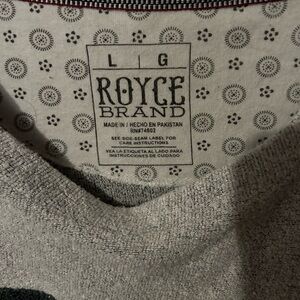 L | G
ROYCE
BRAND
MADE IN / HECHO EN PAKISTAN
RN#74502
SEE SIDE-SEAM LABEL FOR
CARE INSTRUCTIONS
VEA LA ETIQUETA AL LADO PARA
INSTRUCCIONES DE CUIDADO